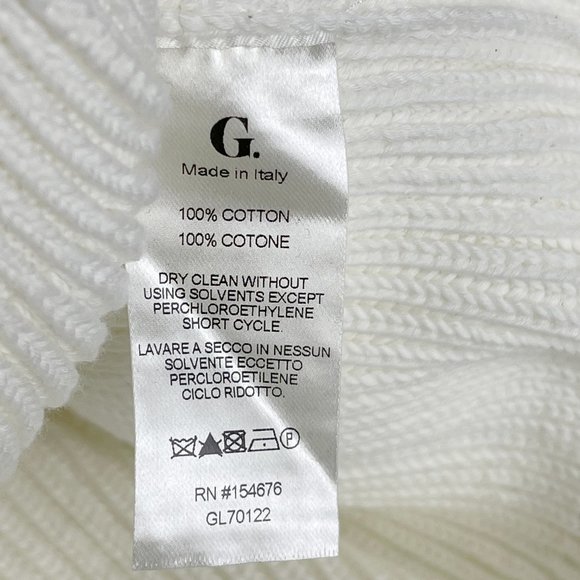 G.
Made in Italy
100% COTTON
100% COTONE
DRY CLEAN WITHOUT
USING SOLVENTS EXCEPT
PERCHLOROETHYLENE
SHORT CYCLE.
LAVARE A SECCO IN NESSUN
SOLVENTE ECCETTO
PERCLOROETILENE
CICLO RIDOTTO.
P
RN #154676
GL70122